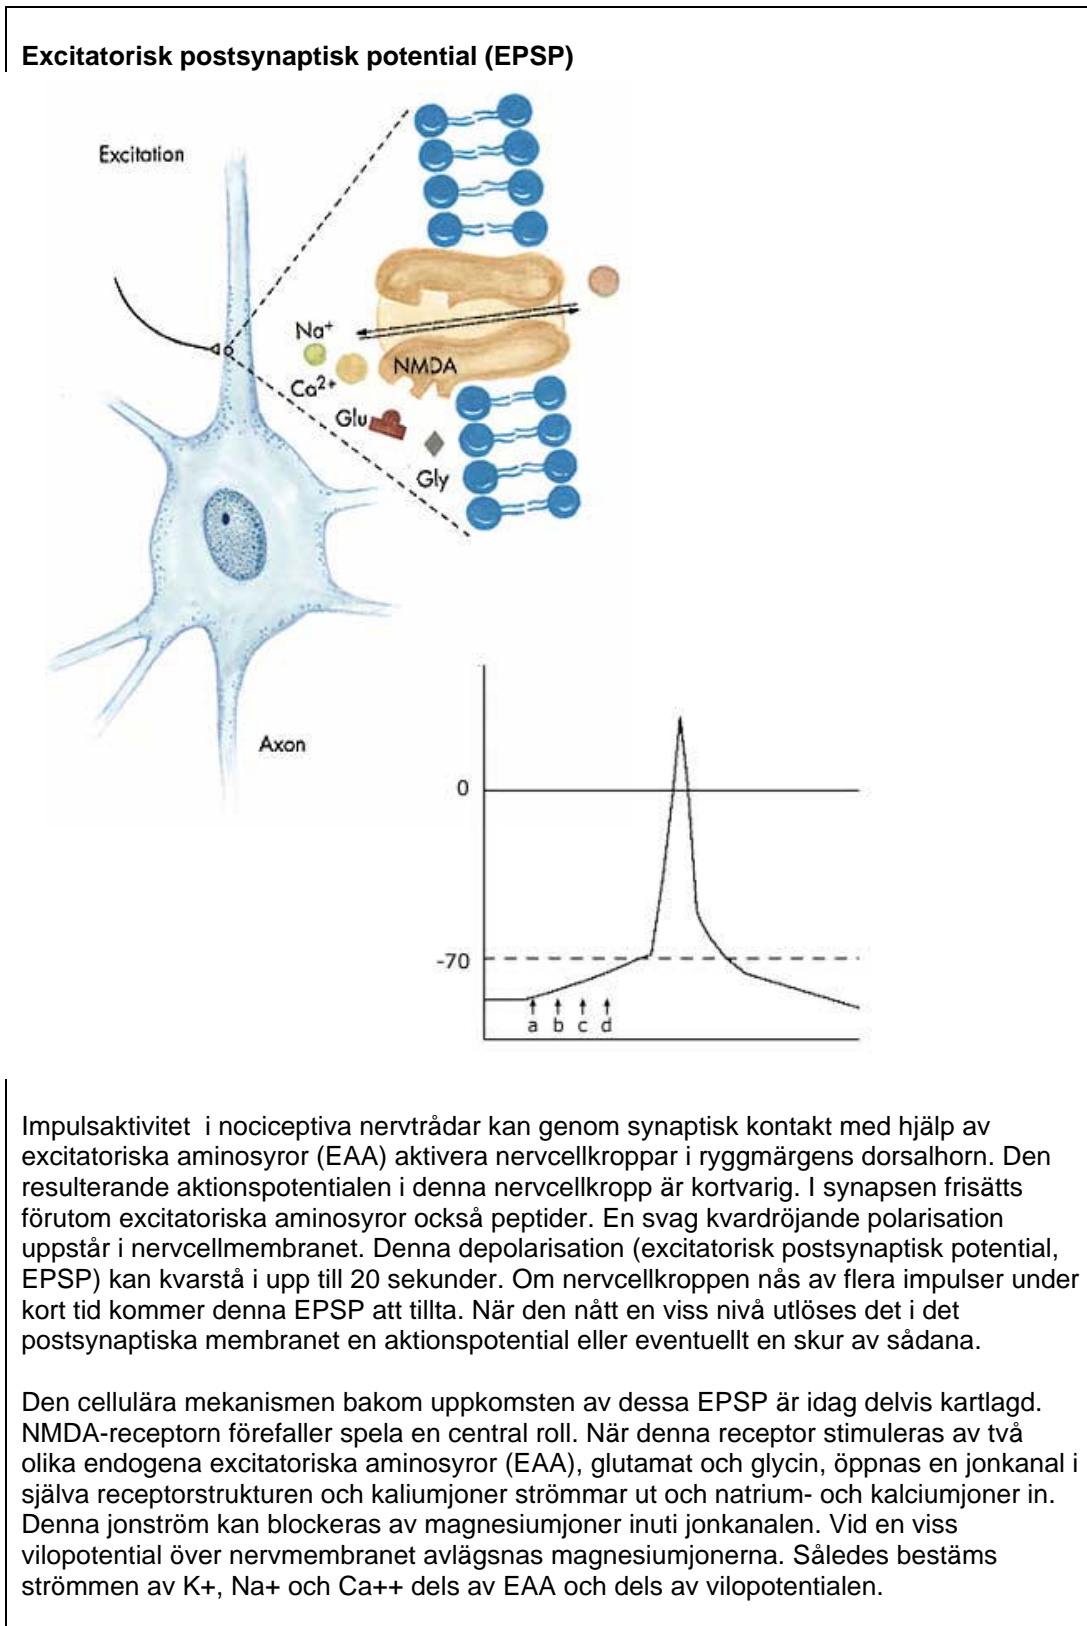 Excitatorisk postsynaptisk potential (EPSP)
Excitation
Na+
Ca2+
NMDA
Glu
Gly
Axon
0
-70
a b c d
Impulsaktivitet i nociceptiva nervtrådar kan genom synaptisk kontakt med hjälp av
excitatoriska aminosyror (EAA) aktivera nervcellkroppar i ryggmärgens dorsalhorn. Den
resulterande aktionspotentialen i denna nervcellkropp är kortvarig. I synapsen frisätts
förutom excitatoriska aminosyror också peptider. En svag kvardröjande polarisation
uppstår i nervcellmembranet. Denna depolarisation (excitatorisk postsynaptisk potential,
EPSP) kan kvarstå i upp till 20 sekunder. Om nervcellkroppen nås av flera impulser under
kort tid kommer denna EPSP att tillta. När den nått en viss nivå utlöses det i det
postsynaptiska membranet en aktionspotential eller eventuellt en skur av sådana.
Den cellulära mekanismen bakom uppkomsten av dessa EPSP är idag delvis kartlagd.
NMDA-receptorn förefaller spela en central roll. När denna receptor stimuleras av två
olika endogena excitatoriska aminosyror (EAA), glutamat och glycin, öppnas en jonkanal i
själva receptorstrukturen och kaliumjoner strömmar ut och natrium- och kalciumjoner in.
Denna jonström kan blockeras av magnesiumjoner inuti jonkanalen. Vid en viss
vilopotential över nervmembranet avlägsnas magnesiumjonerna. Således bestäms
strömmen av K+, Na+ och Ca++ dels av EAA och dels av vilopotentialen.